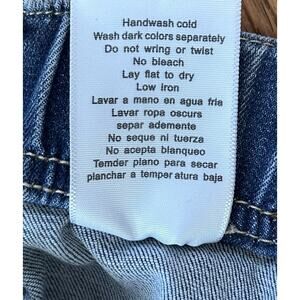 Handwash cold
Wash dark colors separately
Do not wring or twist
No bleach
Lay flat to dry
Low iron
Lavar a mano en agua fria
Lavar ropa oscurs
separ ademente
No seque ni tuerza
No acepta blanqueo
Temder plano para secar
planchar a temper atura baja